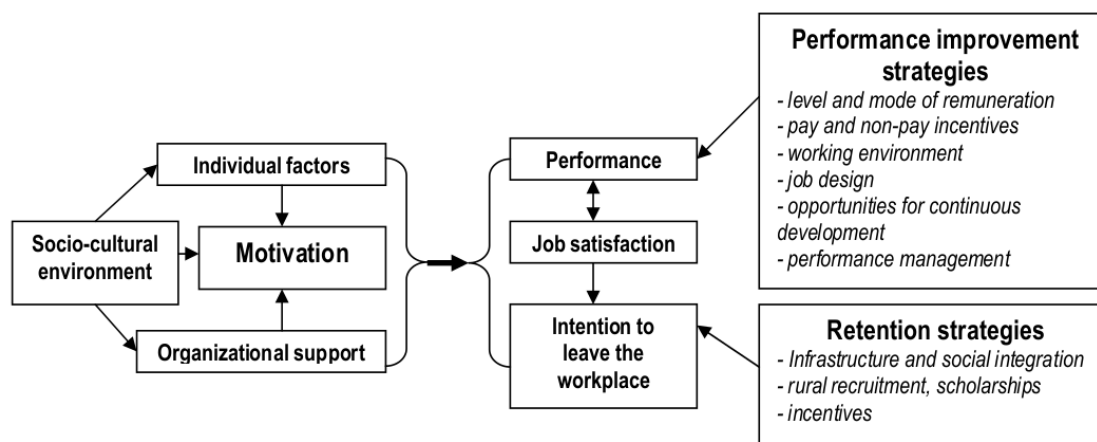 Socio-cultural
environment
Individual factors
Motivation
Organizational support
Performance
Job satisfaction
Intention to
leave the
workplace
Performance improvement
strategies
- level and mode of remuneration
- pay and non-pay incentives
- working environment
- job design
- opportunities for continuous
development
- performance management
Retention strategies
- Infrastructure and social integration
- rural recruitment, scholarships
- incentives